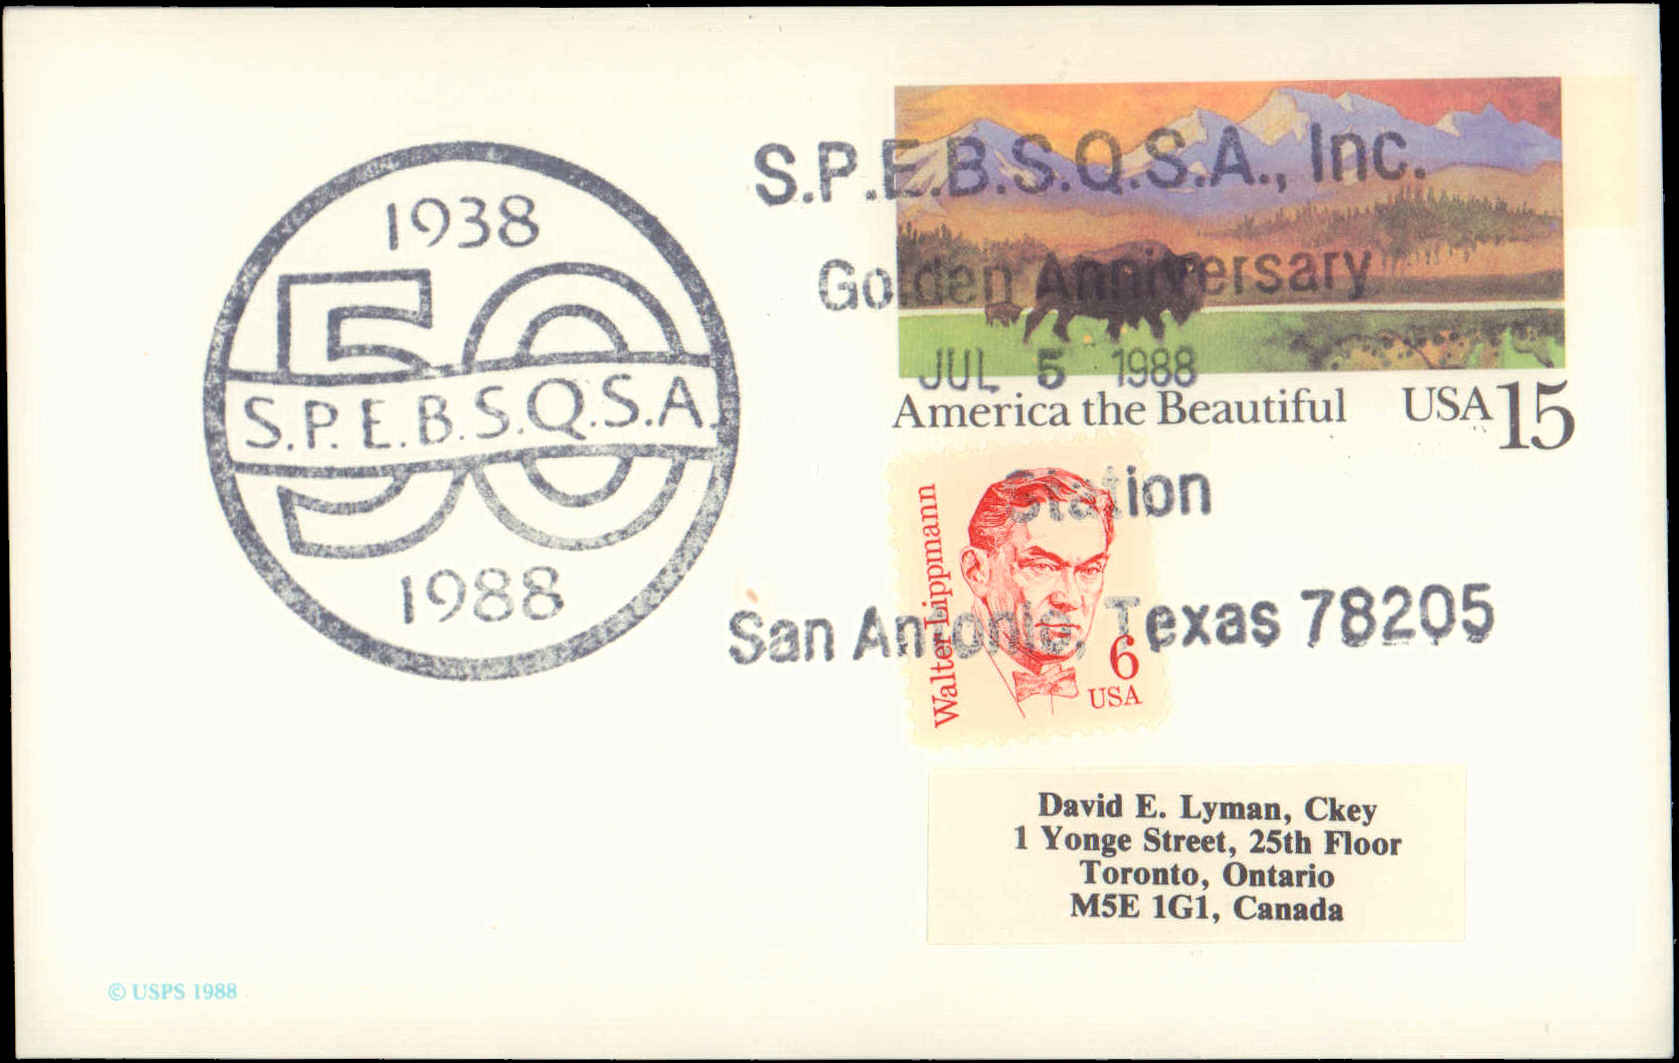 1938
50
S.P.E.B.S.Q.S.A.
1988
S.P.E.B.S.Q.S.A., Inc.
Golden Anniversary
JUL 5 1988
America the Beautiful USA 15
Station
San Antonio, Texas 78205
Walter Lippmann
6
USA
David E. Lyman, Ckey
1 Yonge Street, 25th Floor
Toronto, Ontario
M5E 1G1, Canada
© USPS 1988